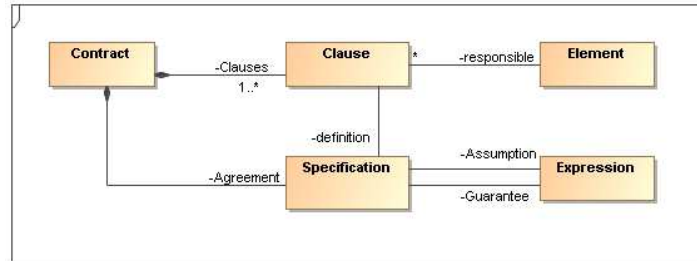 Contract
Clause
Element
-Clauses
1..*
*
-responsible
-definition
-Agreement
Specification
-Assumption
-Guarantee
Expression